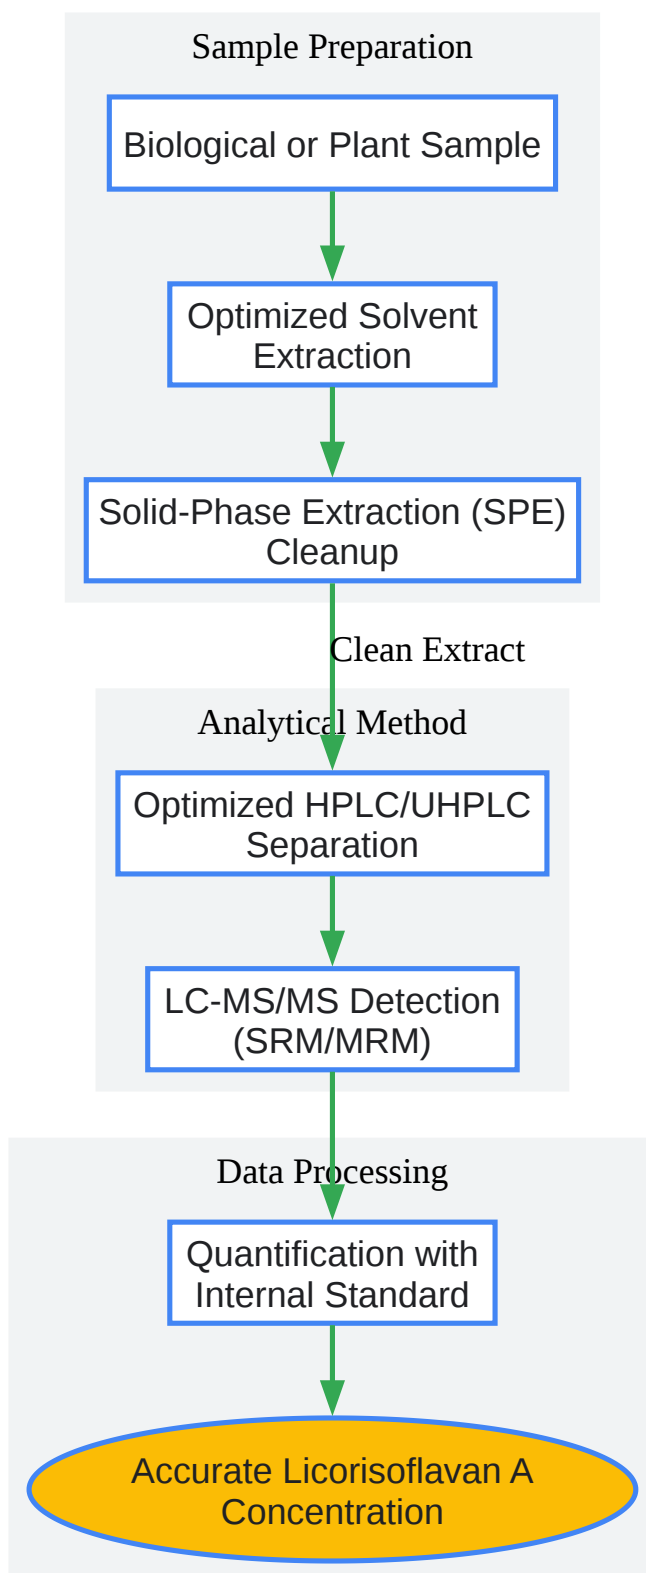 Sample Preparation
Biological or Plant Sample
Optimized Solvent
Extraction
Solid-Phase Extraction (SPE)
Cleanup
Clean Extract
Analytical Method
Optimized HPLC/UHPLC
Separation
LC-MS/MS Detection
(SRM/MRM)
Data Processing
Quantification with
Internal Standard
Accurate Licorisoflavan A
Concentration